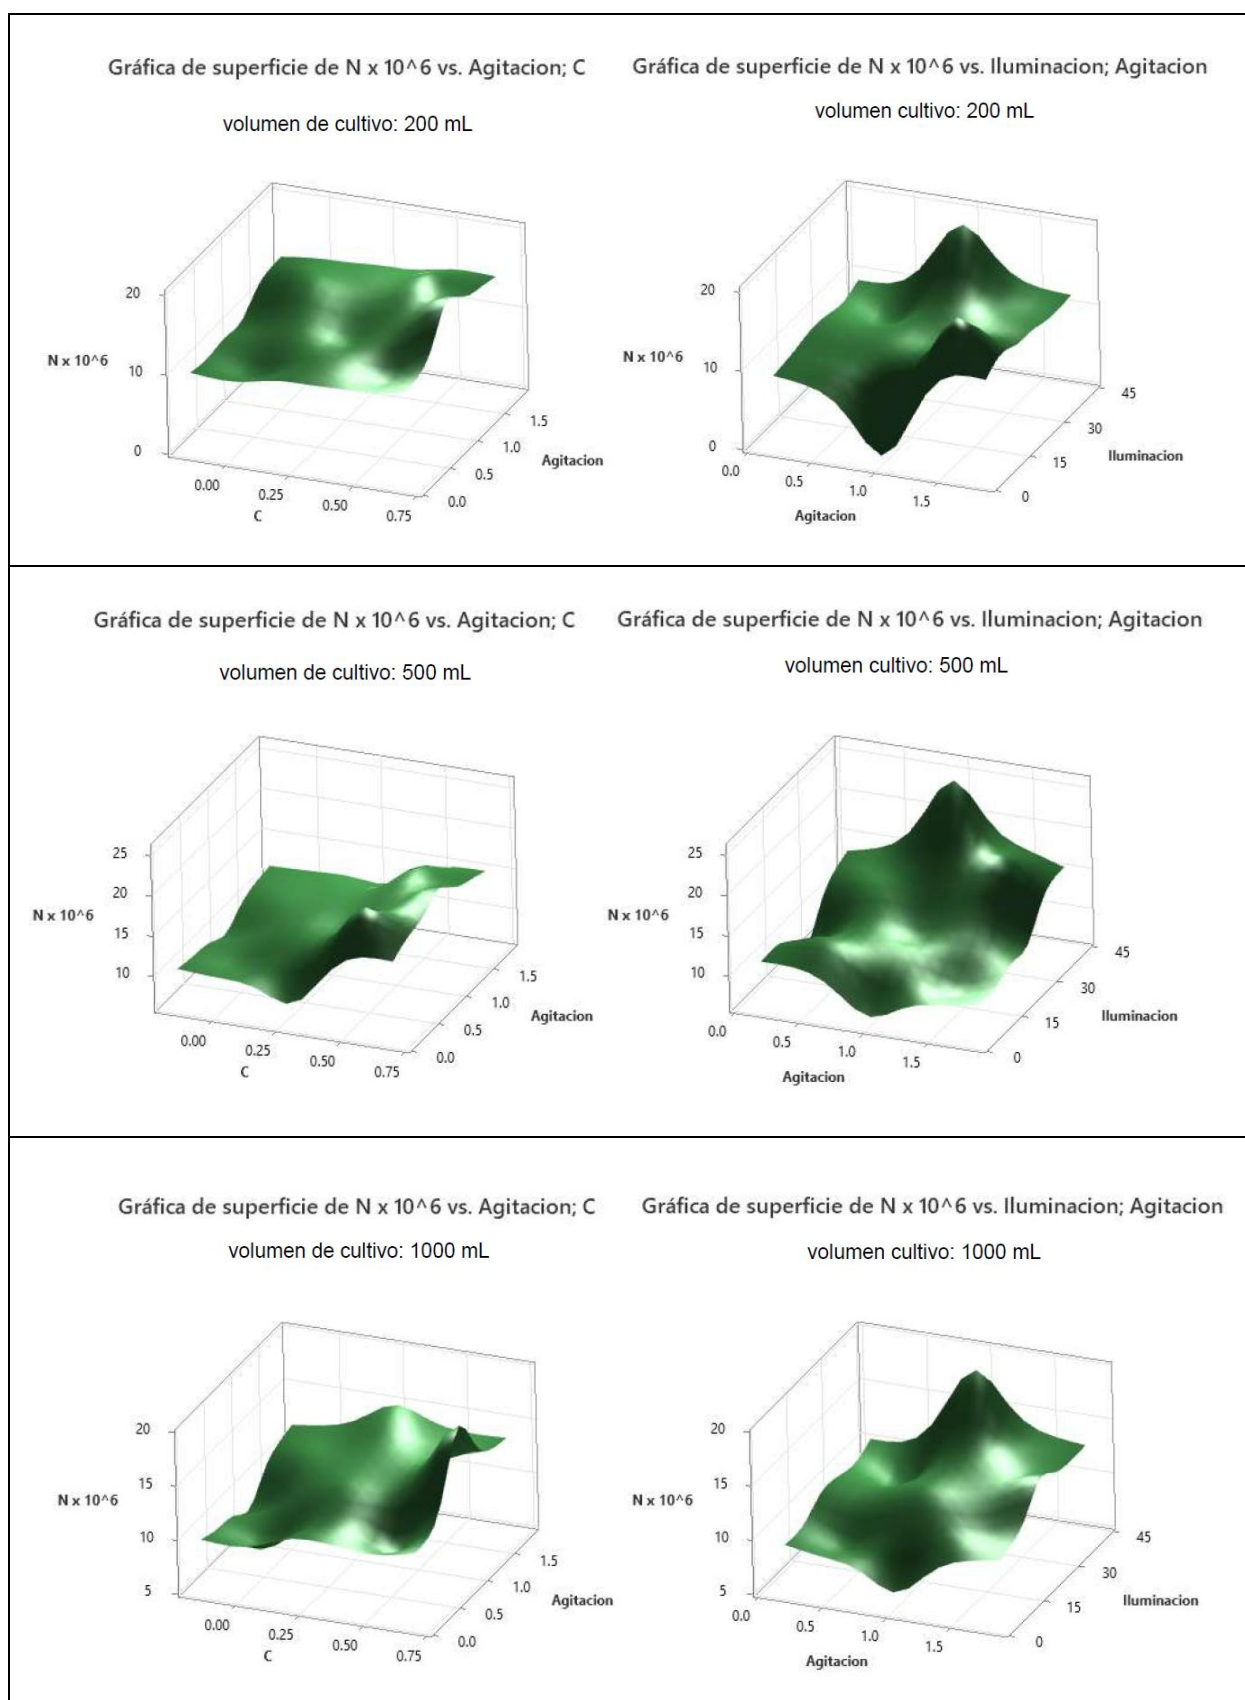 Gráfica de superficie de N x 10^6 vs. Agitacion; C
volumen de cultivo: 200 mL
20
10
0
N x 10^6
0.00
0.25
0.50
0.75
C
0.0
0.5
1.0
1.5
Agitacion
Gráfica de superficie de N x 10^6 vs. Iluminacion; Agitacion
volumen cultivo: 200 mL
20
10
0
N x 10^6
0.0
0.5
1.0
1.5
Agitacion
0
15
30
45
Iluminacion
Gráfica de superficie de N x 10^6 vs. Agitacion; C
volumen de cultivo: 500 mL
25
20
15
10
N x 10^6
0.00
0.25
0.50
0.75
C
0.0
0.5
1.0
1.5
Agitacion
Gráfica de superficie de N x 10^6 vs. Iluminacion; Agitacion
volumen cultivo: 500 mL
25
20
15
10
N x 10^6
0.0
0.5
1.0
1.5
Agitacion
0
15
30
45
Iluminacion
Gráfica de superficie de N x 10^6 vs. Agitacion; C
volumen de cultivo: 1000 mL
20
15
10
5
N x 10^6
0.00
0.25
0.50
0.75
C
0.0
0.5
1.0
1.5
Agitacion
Gráfica de superficie de N x 10^6 vs. Iluminacion; Agitacion
volumen cultivo: 1000 mL
20
15
10
5
N x 10^6
0.0
0.5
1.0
1.5
Agitacion
0
15
30
45
Iluminacion